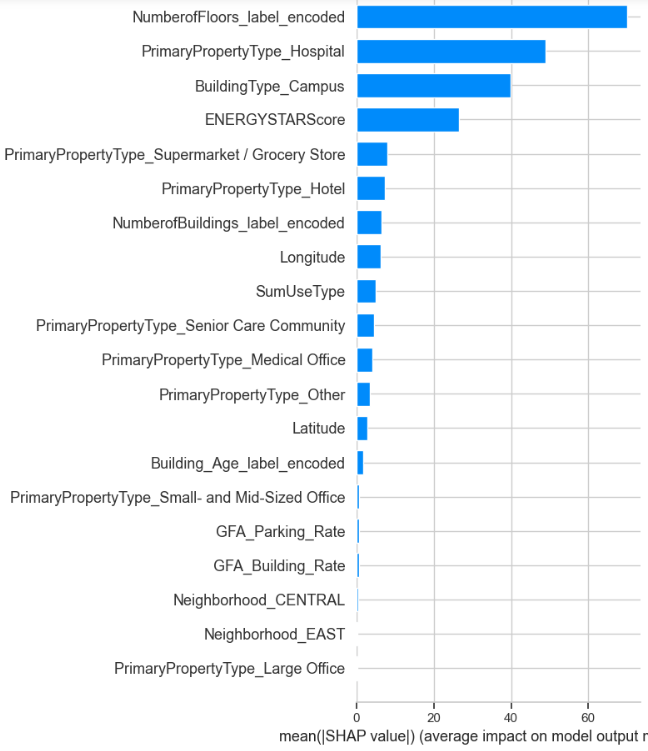 NumberofFloors_label_encoded
PrimaryPropertyType_Hospital
BuildingType_Campus
ENERGYSTARScore
PrimaryPropertyType_Supermarket / Grocery Store
PrimaryPropertyType_Hotel
NumberofBuildings_label_encoded
Longitude
SumUseType
PrimaryPropertyType_Senior Care Community
PrimaryPropertyType_Medical Office
PrimaryPropertyType_Other
Latitude
Building_Age_label_encoded
PrimaryPropertyType_Small- and Mid-Sized Office
GFA_Parking_Rate
GFA_Building_Rate
Neighborhood_CENTRAL
Neighborhood_EAST
PrimaryPropertyType_Large Office
0 20 40 60
mean(|SHAP value|) (average impact on model output